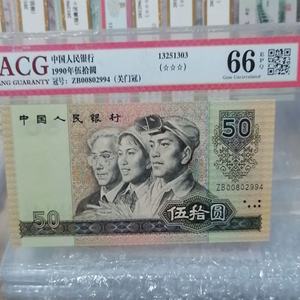 ACG
中国人民银行
13251303
66
EPQ
ANG GUARANTY
1990年伍拾圆
(☆☆☆)
Gem Uncirculated
冠号: ZB00802994 (关门冠)
中国人民银行
50
ZB00802994
50
伍拾圆